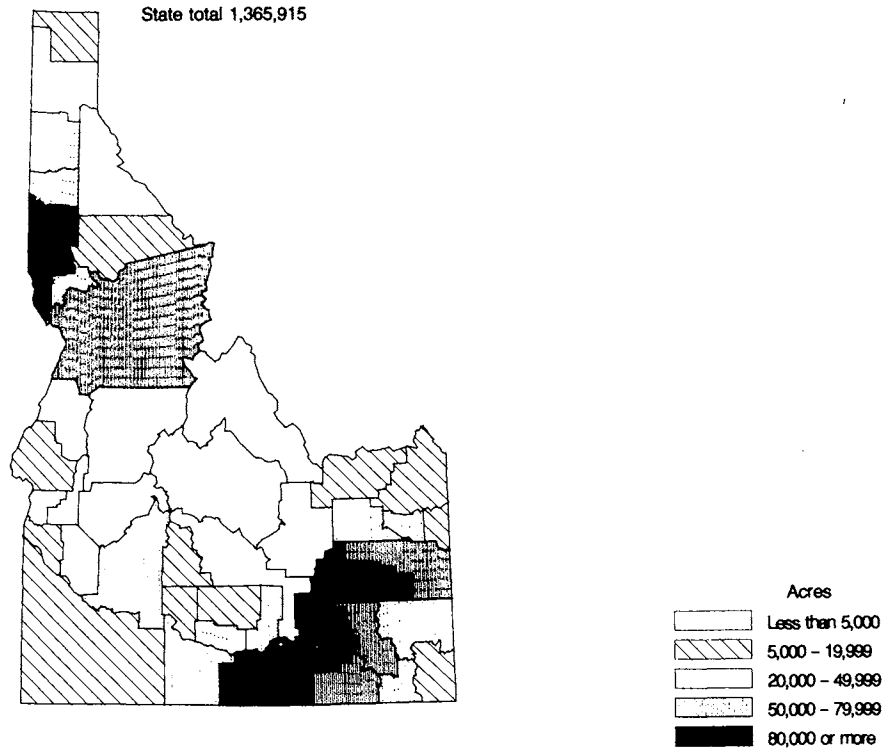 State total 1,365,915
Acres
Less than 5,000
5,000 - 19,999
20,000 - 49,999
50,000 - 79,999
80,000 or more